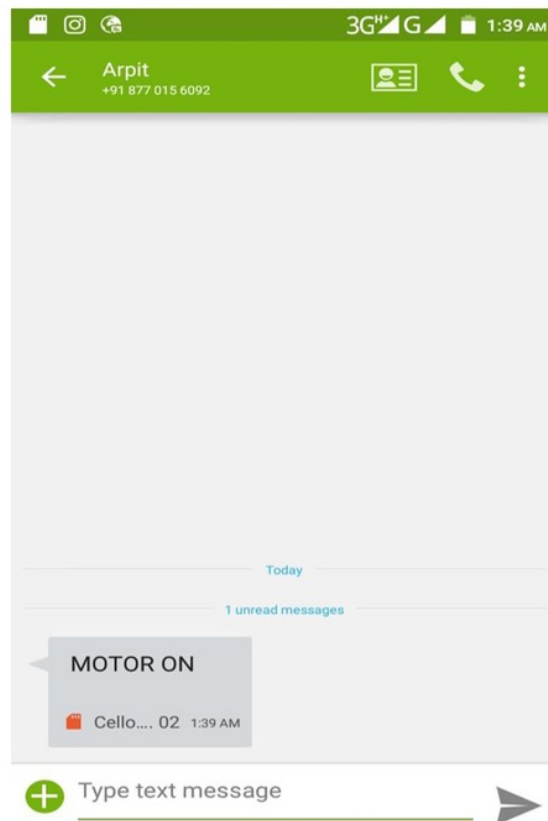 3G H+ G 1:39 AM
Arpit
+91 877 015 6092
Today
1 unread messages
MOTOR ON
Cello.... 02 1:39 AM
Type text message